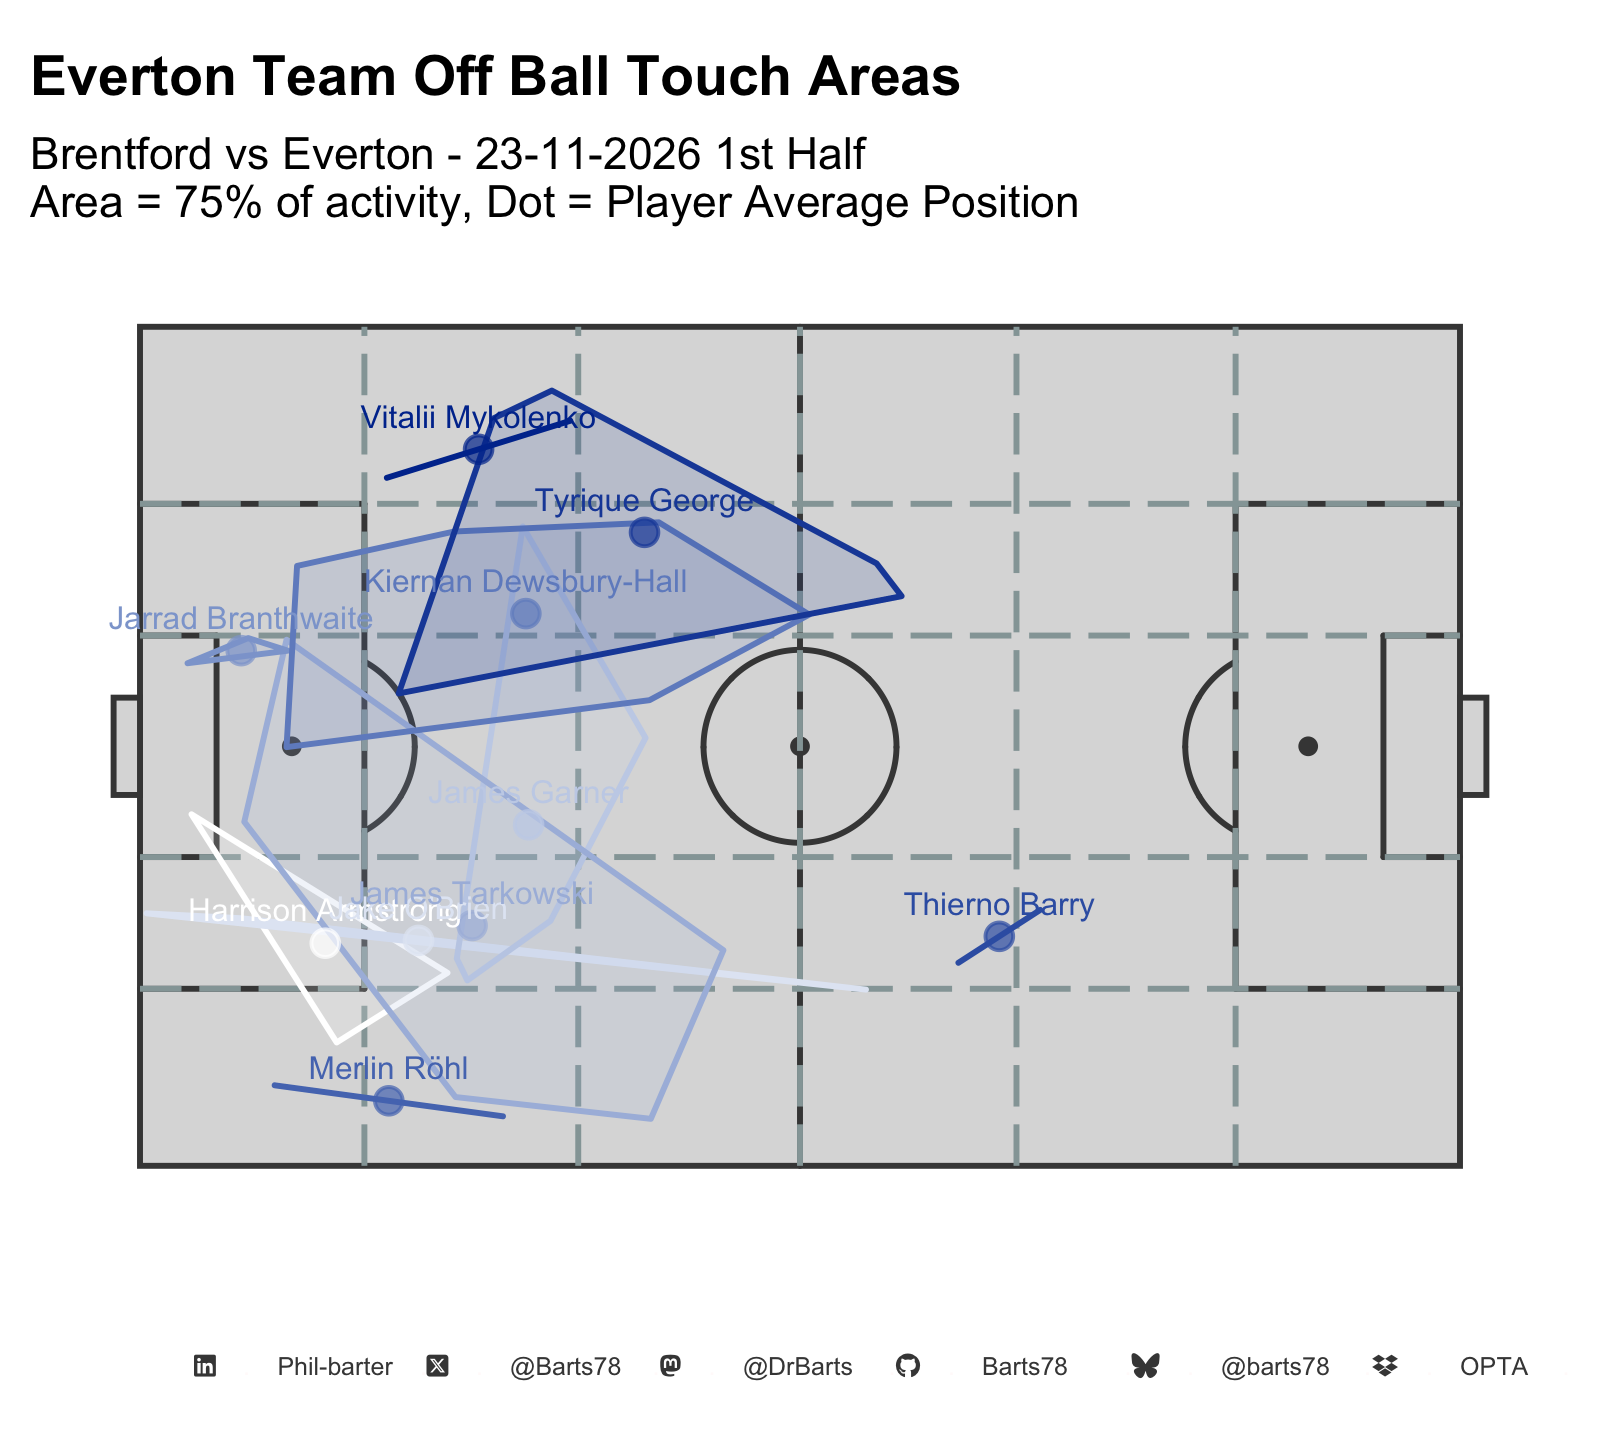 Everton Team Off Ball Touch Areas
Brentford vs Everton - 23-11-2026 1st Half
Area = 75% of activity, Dot = Player Average Position
Vitalii Mykolenko
Tyrique George
Kiernan Dewsbury-Hall
Jarrad Branthwaite
James Garner
James Tarkowski
Harrison Armstrong
Thierno Barry
Merlin Röhl
Phil-barter
@Barts78
@DrBarts
Barts78
@barts78
OPTA